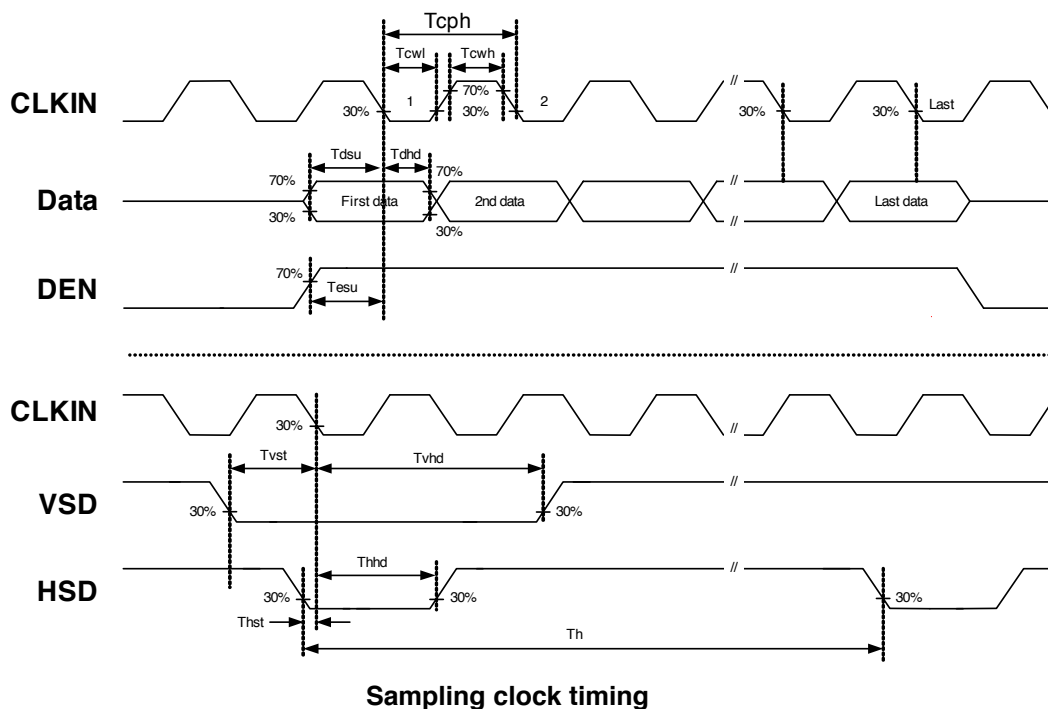 Tcph
Tcwl Tcwh
CLKIN 30% 1 70% 30% 2 // 30% 30% Last
Tdsu Tdhd
70% 70%
Data First data 2nd data // Last data
30% 30%
//
DEN 70% Tesu //
CLKIN 30% //
Tvst Tvhd
VSD 30% 30% //
Thhd
HSD 30% 30% // 30%
Thst Th
Sampling clock timing